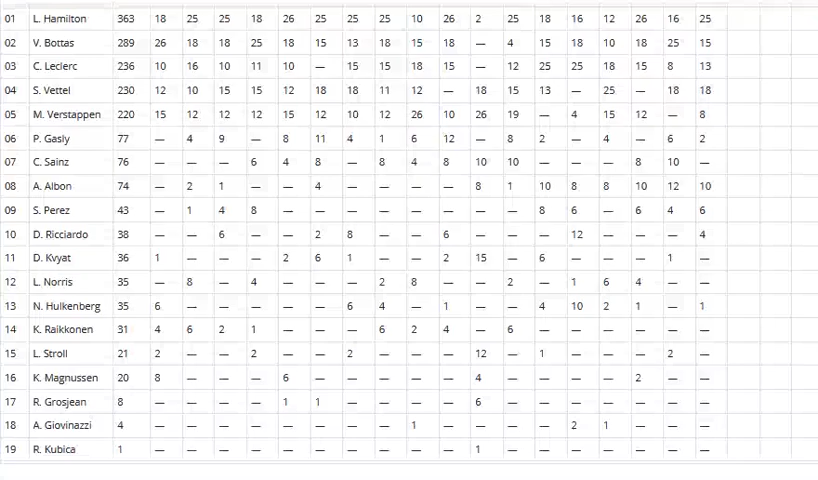 01 L. Hamilton 363 18 25 25 18 26 25 25 25 10 26 2 25 18 16 12 26 16 25
02 V. Bottas 289 26 18 18 25 18 15 13 18 15 18 — 4 15 18 10 18 25 15
03 C. Leclerc 236 10 16 10 11 10 — 15 15 18 15 — 12 25 25 18 15 8 13
04 S. Vettel 230 12 10 15 15 12 18 18 11 12 — 18 15 13 — 25 — 18 18
05 M. Verstappen 220 15 12 12 12 15 12 10 12 26 10 26 19 — 4 15 12 — 8
06 P. Gasly 77 — 4 9 — 8 11 4 1 6 12 — 8 2 — 4 — 6 2
07 C. Sainz 76 — — — 6 4 8 — 8 4 8 10 10 — — — 8 10 —
08 A. Albon 74 — 2 1 — — 4 — — — — 8 1 10 8 8 10 12 10
09 S. Perez 43 — 1 4 8 — — — — — — — — 8 6 — 6 4 6
10 D. Ricciardo 38 — — 6 — — 2 8 — — 6 — — — 12 — — — 4
11 D. Kvyat 36 1 — — — 2 6 1 — — 2 15 — 6 — — — 1 —
12 L. Norris 35 — 8 — 4 — — — 2 8 — — 2 — 1 6 4 — —
13 N. Hulkenberg 35 6 — — — — — 6 4 — 1 — — 4 10 2 1 — 1
14 K. Raikkonen 31 4 6 2 1 — — — 6 2 4 — 6 — — — — — —
15 L. Stroll 21 2 — — 2 — — 2 — — — 12 — 1 — — — 2 —
16 K. Magnussen 20 8 — — — 6 — — — — — 4 — — — — 2 — —
17 R. Grosjean 8 — — — — 1 1 — — — — 6 — — — — — — —
18 A. Giovinazzi 4 — — — — — — — — 1 — — — — 2 1 — — —
19 R. Kubica 1 — — — — — — — — — — 1 — — — — — — —